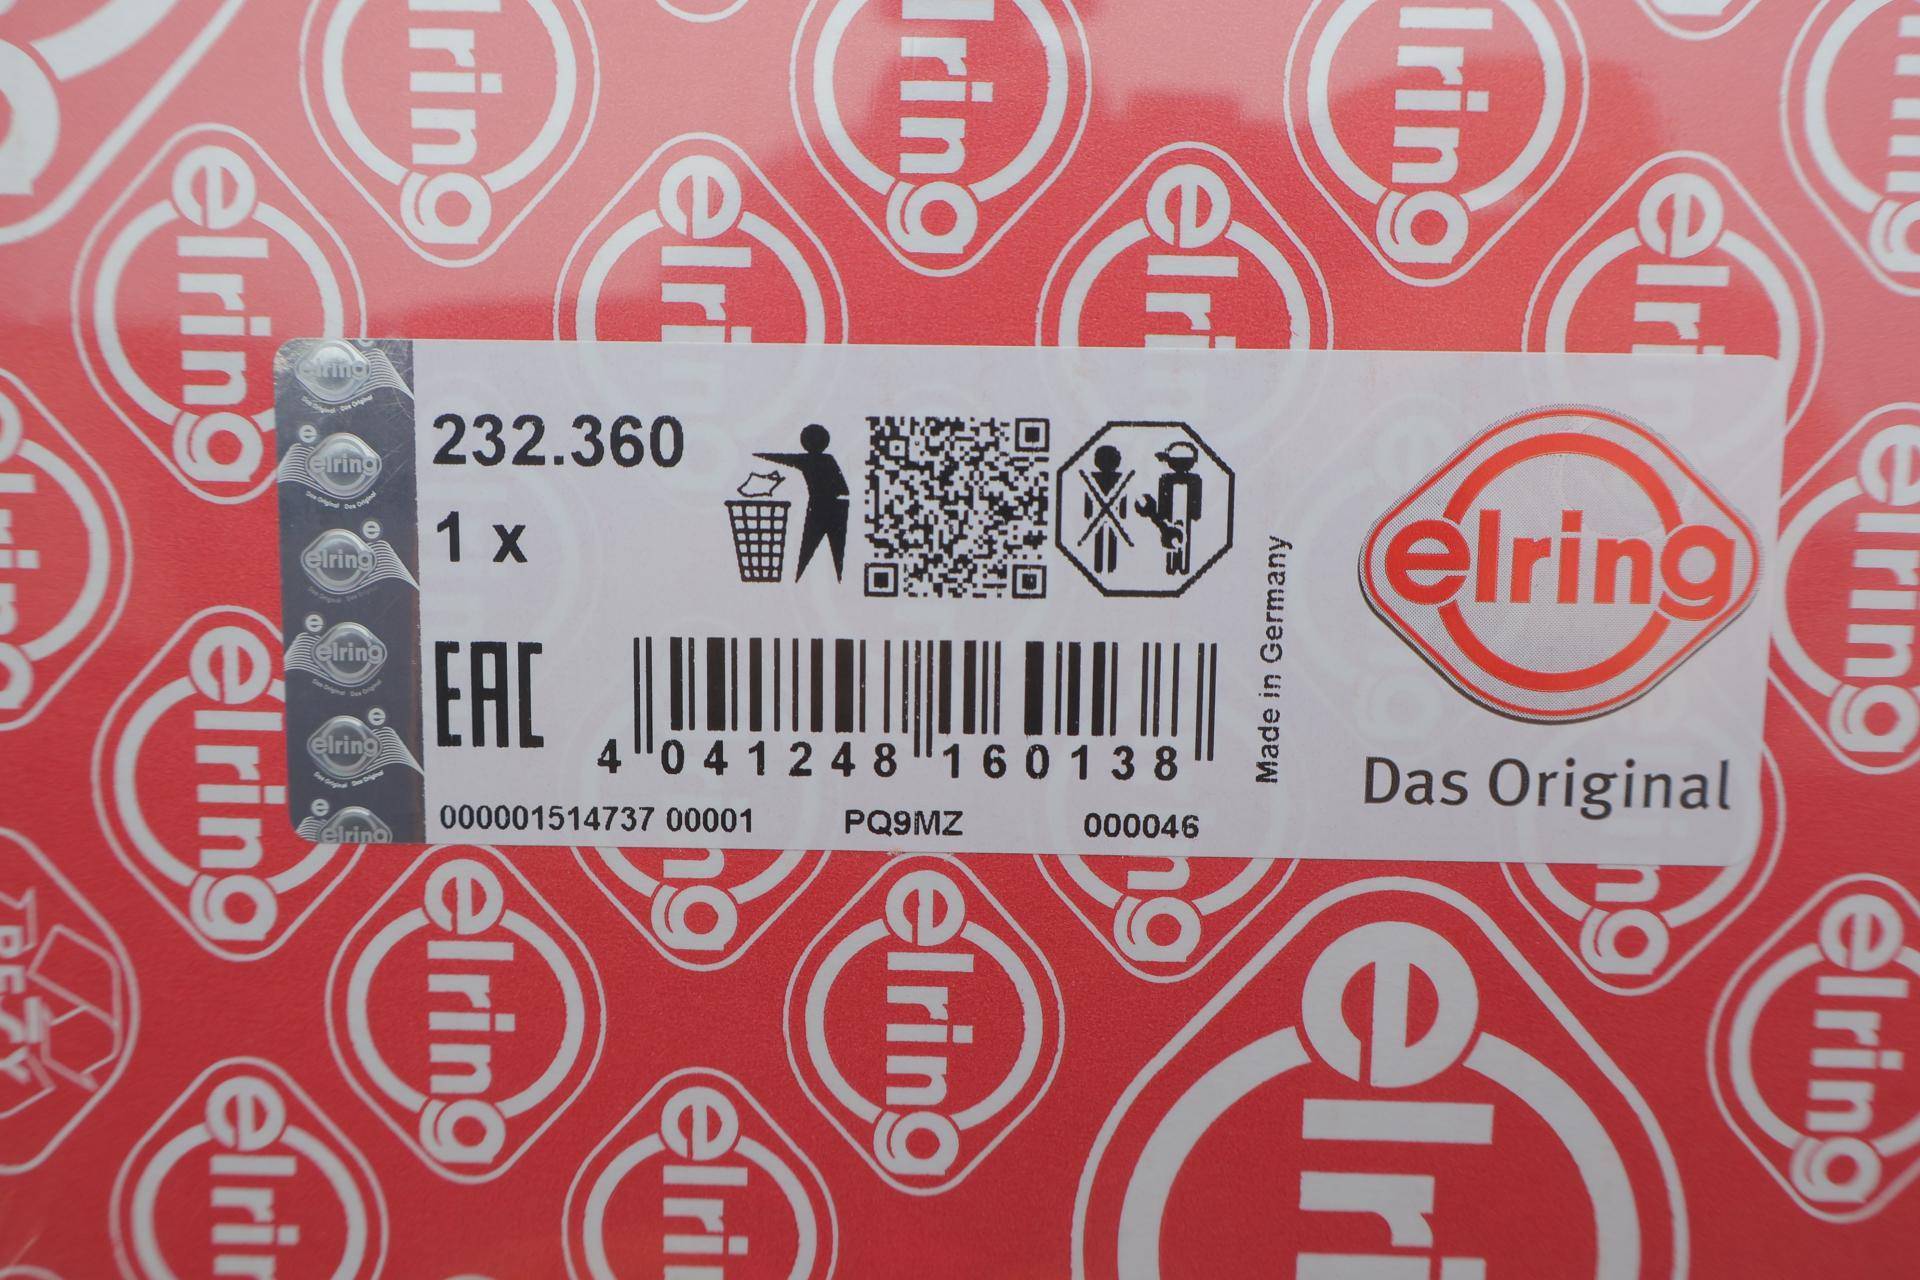 232.360
1 x
EAC
4 041248 160138
000001514737 00001 PQ9MZ 000046
Made in Germany
elring
Das Original